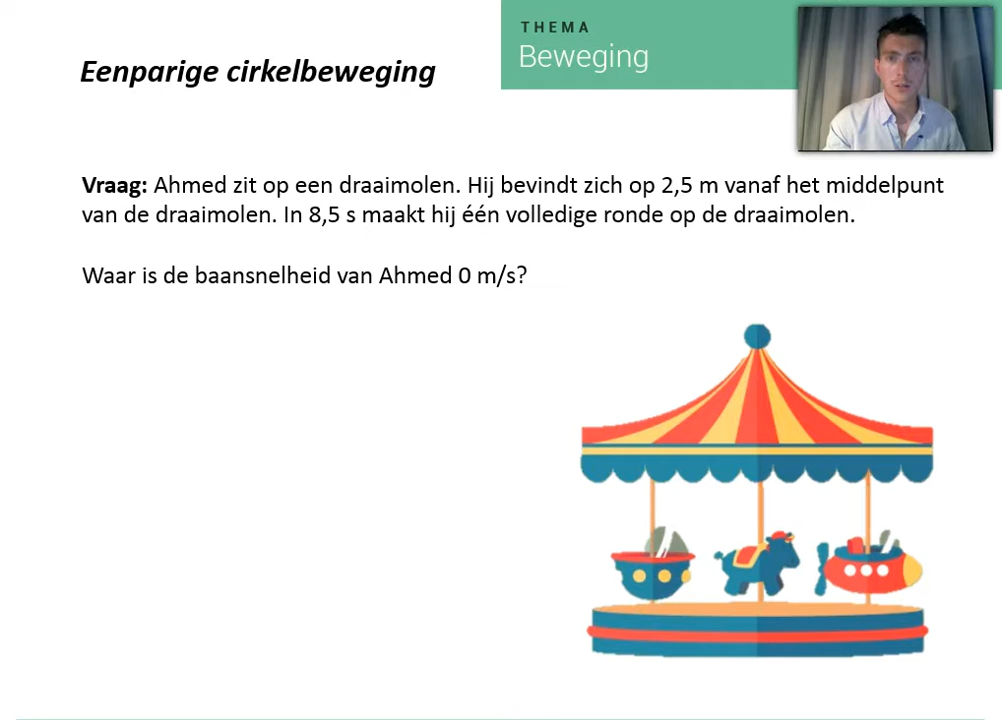 THEMA
Beweging
Eenparige cirkelbeweging
Vraag: Ahmed zit op een draaimolen. Hij bevindt zich op 2,5 m vanaf het middelpunt
van de draaimolen. In 8,5 s maakt hij één volledige ronde op de draaimolen.
Waar is de baansnelheid van Ahmed 0 m/s?